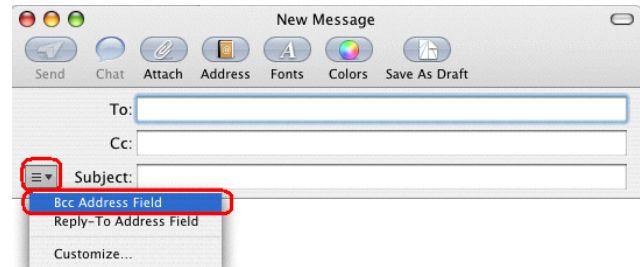 New Message
Send Chat Attach Address Fonts Colors Save As Draft
To:
Cc:
Subject:
Bcc Address Field
Reply-To Address Field
Customize...